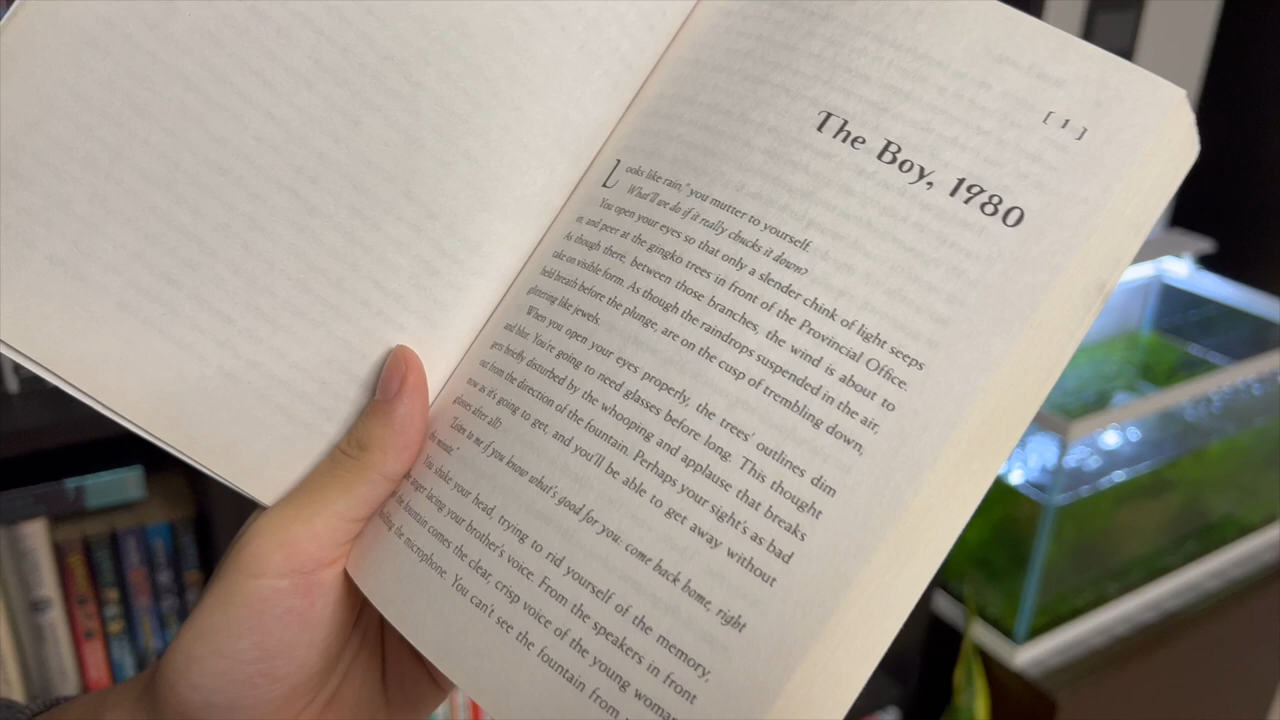 [ 1 ]
The Boy, 1980
Looks like rain," you mutter to yourself.
What'll we do if it really chucks it down?
You open your eyes so that only a slender chink of light seeps
in, and peer at the gingko trees in front of the Provincial Office.
As though there, between those branches, the wind is about to
take on visible form. As though the raindrops suspended in the air,
held breath before the plunge, are on the cusp of trembling down,
glittering like jewels.
When you open your eyes properly, the trees' outlines dim
and blur. You're going to need glasses before long. This thought
gets briefly disturbed by the whooping and applause that breaks
out from the direction of the fountain. Perhaps your sight's as bad
now as it's going to get, and you'll be able to get away without
glasses after all?
"Listen to me if you know what's good for you: come back home, right
this minute."
You shake your head, trying to rid yourself of the memory,
the anger lacing your brother's voice. From the speakers in front
of the fountain comes the clear, crisp voice of the young woman
holding the microphone. You can't see the fountain from